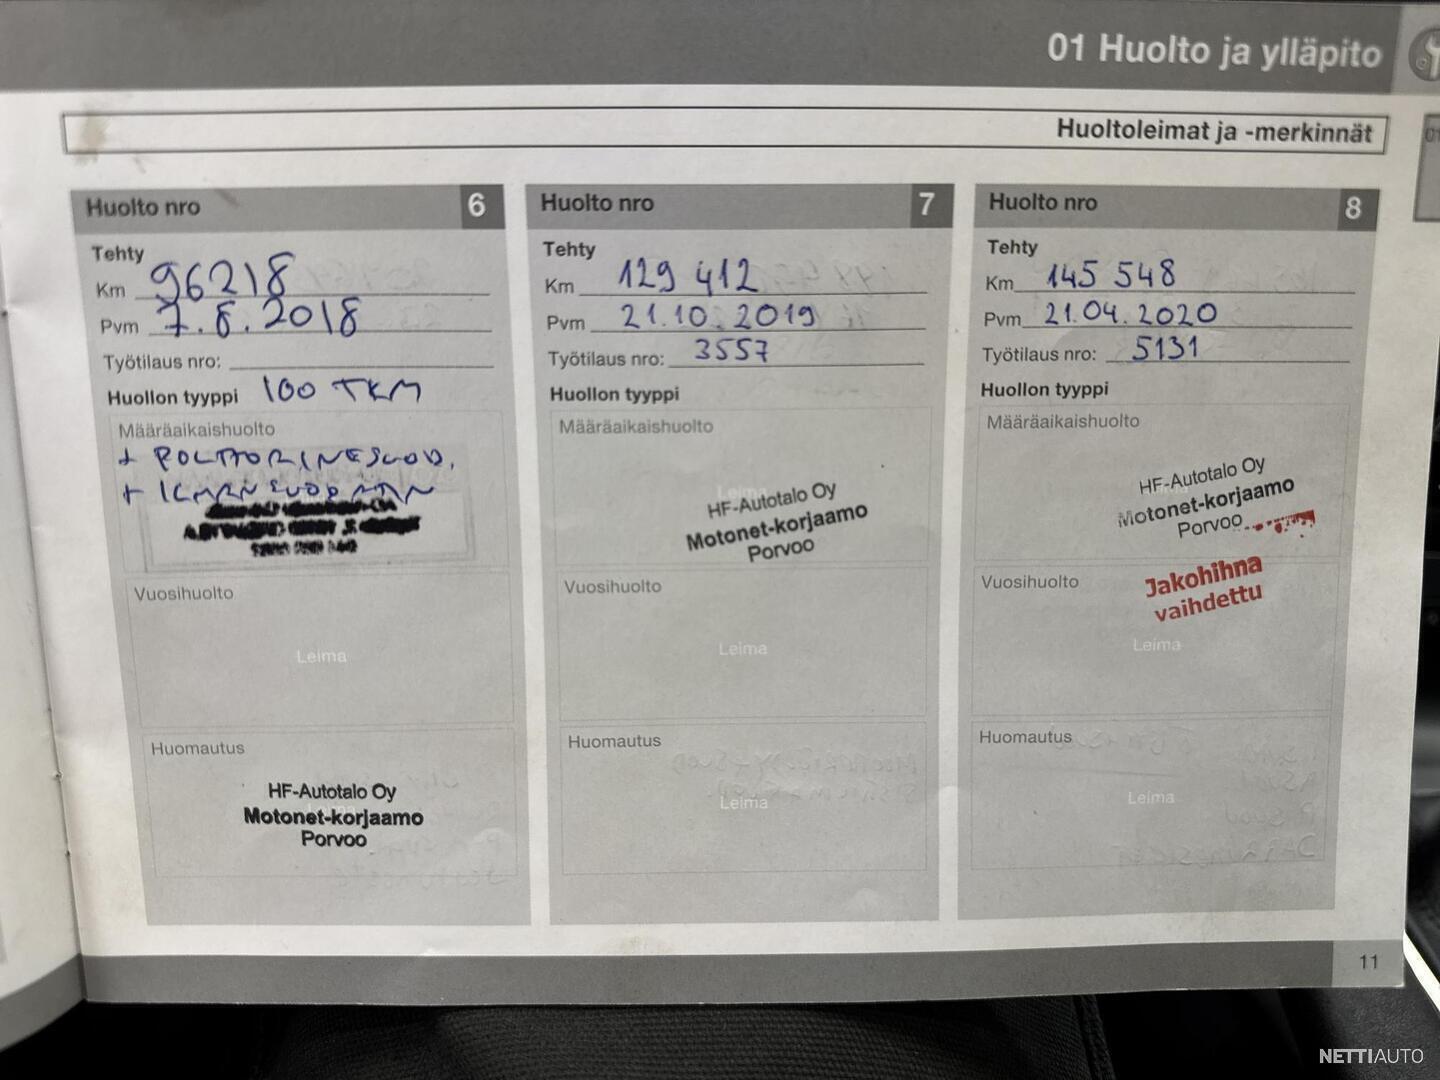 01 Huolto ja ylläpito
Huoltoleimat ja -merkinnät
Huolto nro 6
Tehty
Km 96218
Pvm 7.8.2018
Työtilaus nro:
Huollon tyyppi 100 TKM
Määräaikaishuolto
+ POLTTOAINESUOD.
+ ILMANSUODATIN
Vuosihuolto
Leima
Huomautus
HF-Autotalo Oy
Motonet-korjaamo
Porvoo
Huolto nro 7
Tehty
Km 129 412
Pvm 21.10.2019
Työtilaus nro: 3557
Huollon tyyppi
Määräaikaishuolto
Leima
HF-Autotalo Oy
Motonet-korjaamo
Porvoo
Vuosihuolto
Leima
Huomautus
Leima
Huolto nro 8
Tehty
Km 145 548
Pvm 21.04.2020
Työtilaus nro: 5131
Huollon tyyppi
Määräaikaishuolto
HF-Autotalo Oy
Motonet-korjaamo
Porvoo
Vuosihuolto
Jakohihna
vaihdettu
Leima
Huomautus
Leima
11
NETTIAUTO